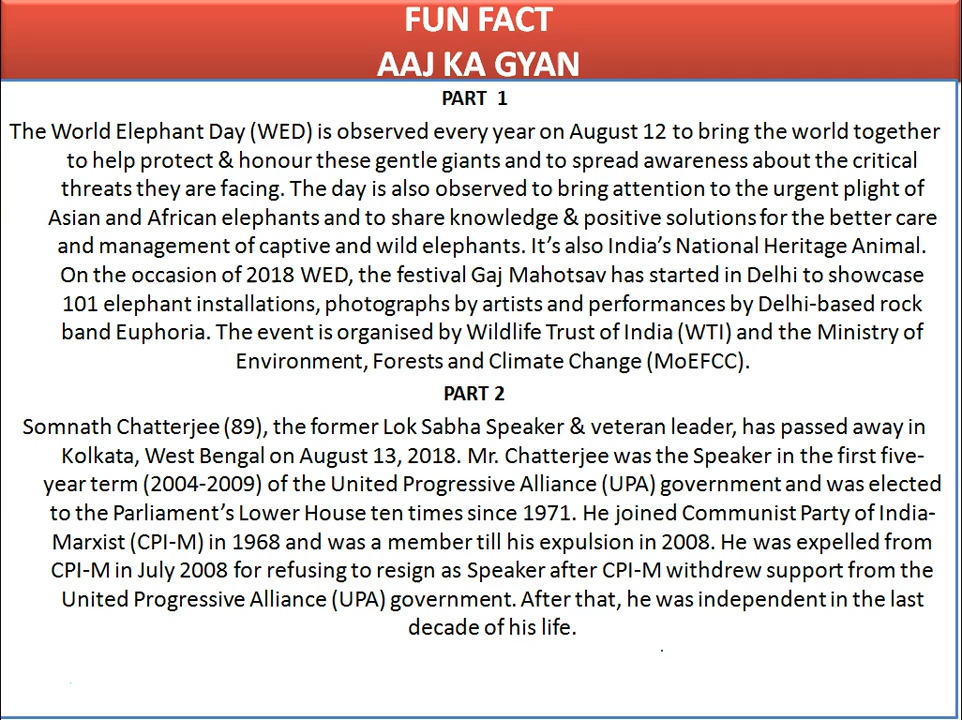 FUN FACT
AAJ KA GYAN
PART 1
The World Elephant Day (WED) is observed every year on August 12 to bring the world together
to help protect & honour these gentle giants and to spread awareness about the critical
threats they are facing. The day is also observed to bring attention to the urgent plight of
Asian and African elephants and to share knowledge & positive solutions for the better care
and management of captive and wild elephants. It’s also India’s National Heritage Animal.
On the occasion of 2018 WED, the festival Gaj Mahotsav has started in Delhi to showcase
101 elephant installations, photographs by artists and performances by Delhi-based rock
band Euphoria. The event is organised by Wildlife Trust of India (WTI) and the Ministry of
Environment, Forests and Climate Change (MoEFCC).
PART 2
Somnath Chatterjee (89), the former Lok Sabha Speaker & veteran leader, has passed away in
Kolkata, West Bengal on August 13, 2018. Mr. Chatterjee was the Speaker in the first five-
year term (2004-2009) of the United Progressive Alliance (UPA) government and was elected
to the Parliament’s Lower House ten times since 1971. He joined Communist Party of India-
Marxist (CPI-M) in 1968 and was a member till his expulsion in 2008. He was expelled from
CPI-M in July 2008 for refusing to resign as Speaker after CPI-M withdrew support from the
United Progressive Alliance (UPA) government. After that, he was independent in the last
decade of his life.